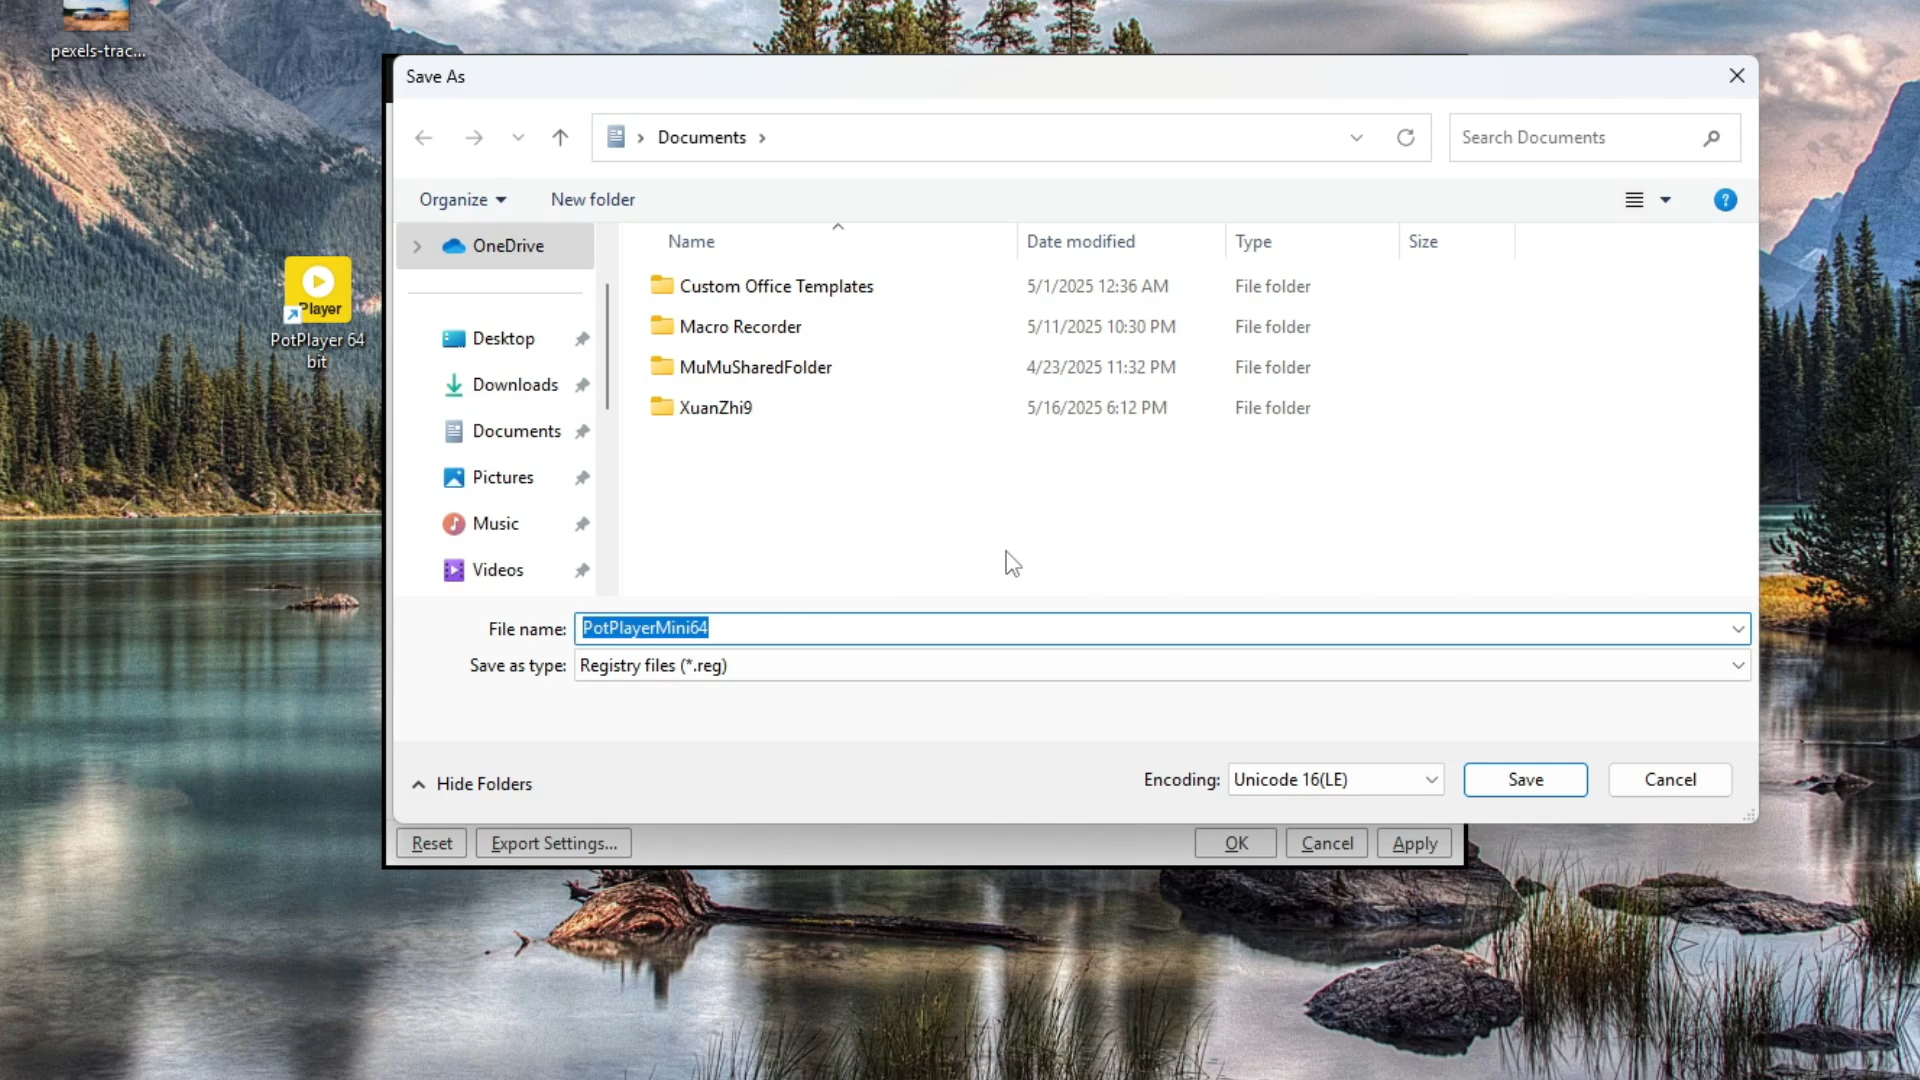 pexels-trac...
Player
PotPlayer 64
bit
Save As
Documents
Search Documents
Organize
New folder
?
OneDrive
Desktop
Downloads
Documents
Pictures
Music
Videos
Name
Date modified
Type
Size
Custom Office Templates
5/1/2025 12:36 AM
File folder
Macro Recorder
5/11/2025 10:30 PM
File folder
MuMuSharedFolder
4/23/2025 11:32 PM
File folder
XuanZhi9
5/16/2025 6:12 PM
File folder
File name:
PotPlayerMini64
Save as type:
Registry files (*.reg)
Hide Folders
Encoding:
Unicode 16(LE)
Save
Cancel
Reset
Export Settings...
OK
Cancel
Apply